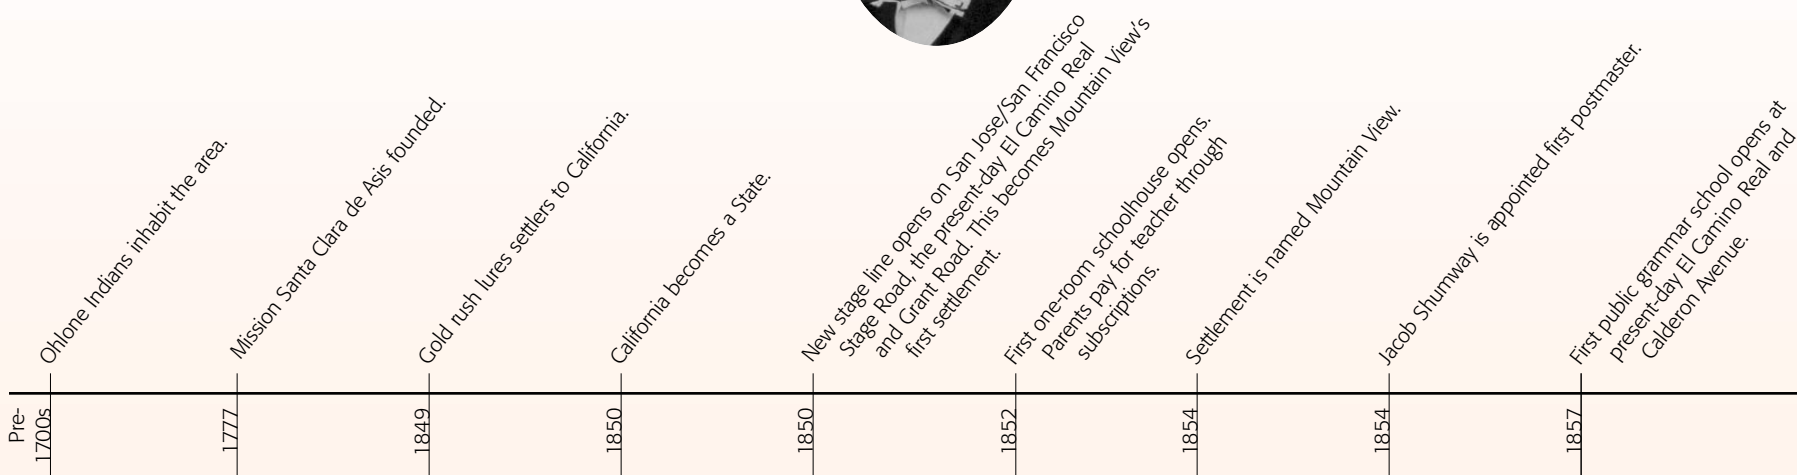 Ohlone Indians inhabit the area.
Mission Santa Clara de Asis founded.
Gold rush lures settlers to California.
California becomes a State.
New stage line opens on San Jose/San Francisco
Stage Road, the present-day El Camino Real
and Grant Road. This becomes Mountain View's
first settlement.
First one-room schoolhouse opens.
Parents pay for teacher through
subscriptions.
Settlement is named Mountain View.
Jacob Shumway is appointed first postmaster.
First public grammar school opens at
present-day El Camino Real and
Calderon Avenue.
Pre-
1700s
1777
1849
1850
1850
1852
1854
1854
1857